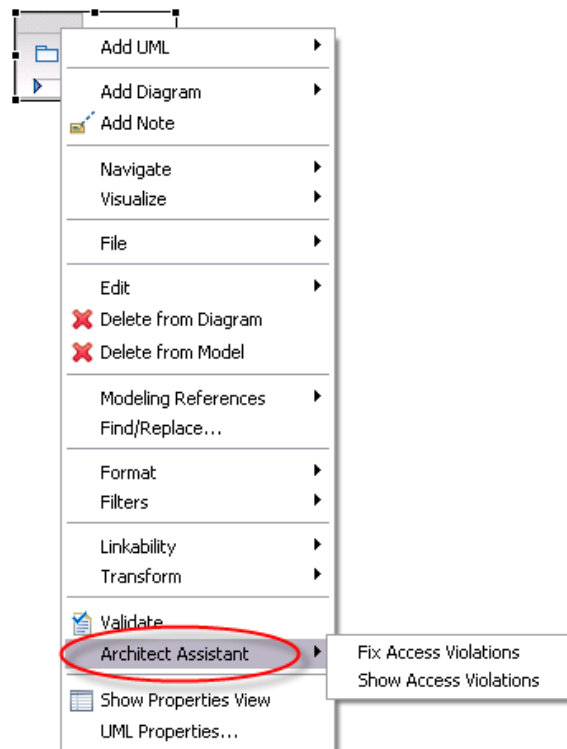 Add UML
Add Diagram
Add Note
Navigate
Visualize
File
Edit
Delete from Diagram
Delete from Model
Modeling References
Find/Replace...
Format
Filters
Linkability
Transform
Validate
Architect Assistant
Fix Access Violations
Show Access Violations
Show Properties View
UML Properties...